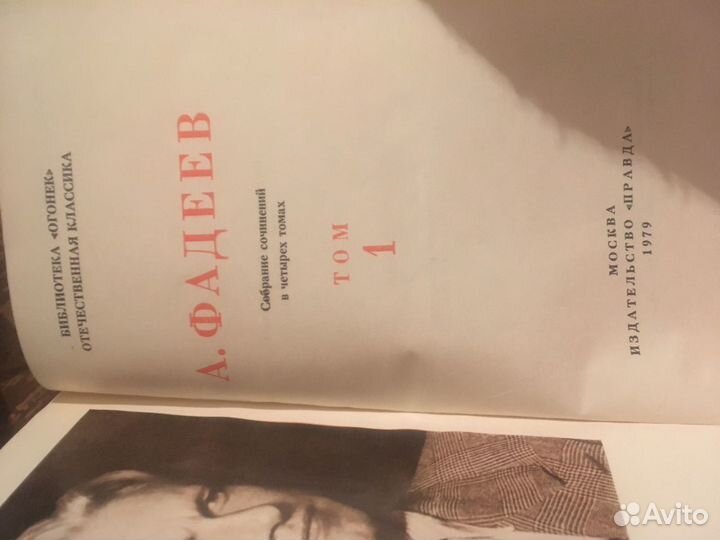 БИБЛИОТЕКА «ОГОНЕК»
ОТЕЧЕСТВЕННАЯ КЛАССИКА
А. ФАДЕЕВ
Собрание сочинений
в четырех томах
ТОМ
1
МОСКВА
ИЗДАТЕЛЬСТВО «ПРАВДА»
1979
Avito